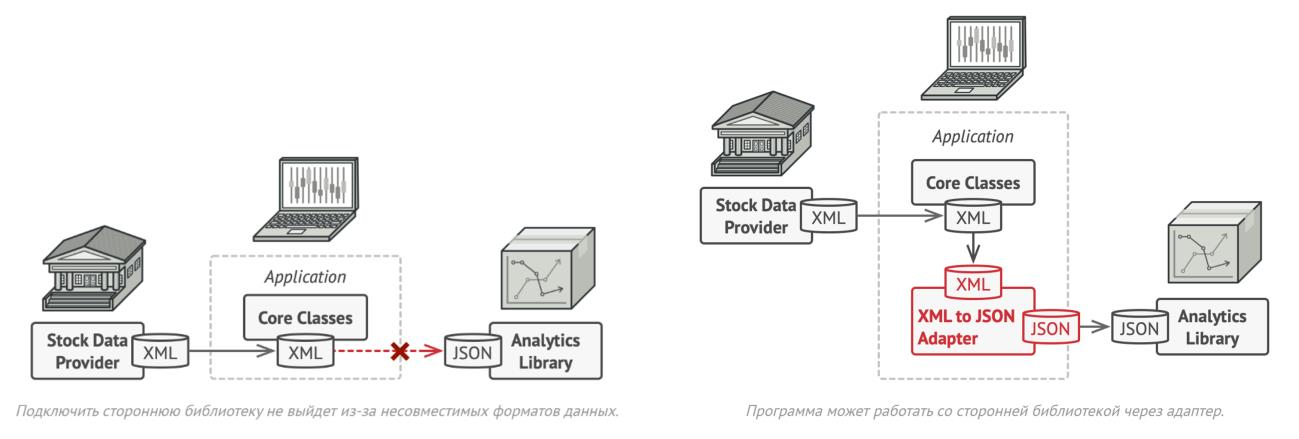 Application
Core Classes
Stock Data
Provider
XML
XML
JSON
Analytics
Library
Подключить стороннюю библиотеку не выйдет из-за несовместимых форматов данных.
Application
Core Classes
Stock Data
Provider
XML
XML
XML
XML to JSON
Adapter
JSON
JSON
Analytics
Library
Программа может работать со сторонней библиотекой через адаптер.